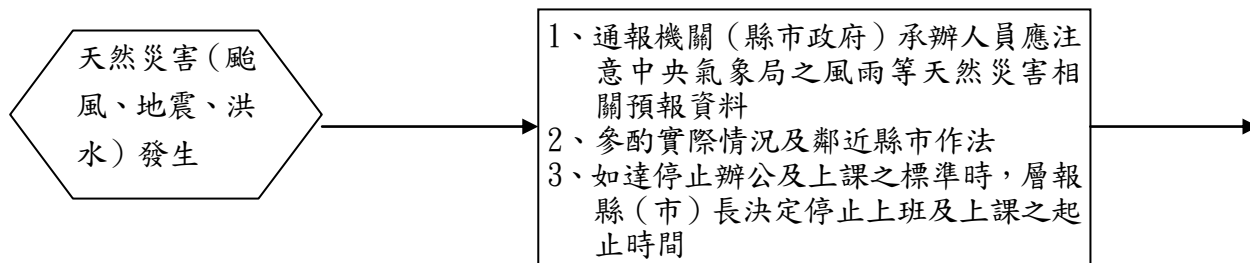 天然災害（颱
風、地震、洪
水）發生
1、通報機關（縣市政府）承辦人員應注
意中央氣象局之風雨等天然災害相
關預報資料
2、參酌實際情況及鄰近縣市作法
3、如達停止辦公及上課之標準時，層報
縣（市）長決定停止上班及上課之起
止時間